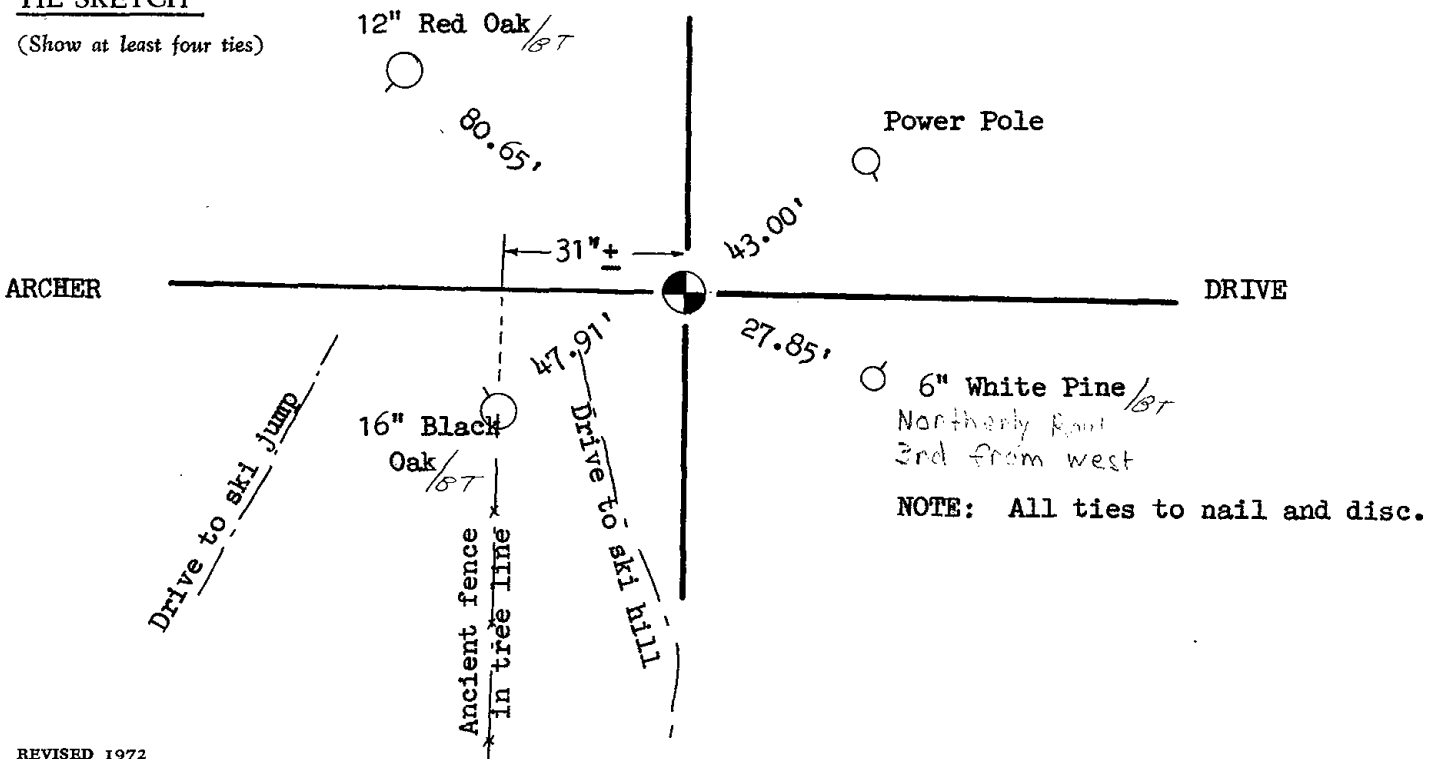 TIE SKETCH
(Show at least four ties)
12" Red Oak/BT
80.65'
Power Pole
43.00'
31"±
ARCHER
DRIVE
47.91'
27.85'
16" Black
Oak/BT
6" White Pine/BT
Northerly
3rd from west
NOTE: All ties to nail and disc.
Drive to ski jump
Ancient fence
in tree line
Drive to ski hill
REVISED 1972